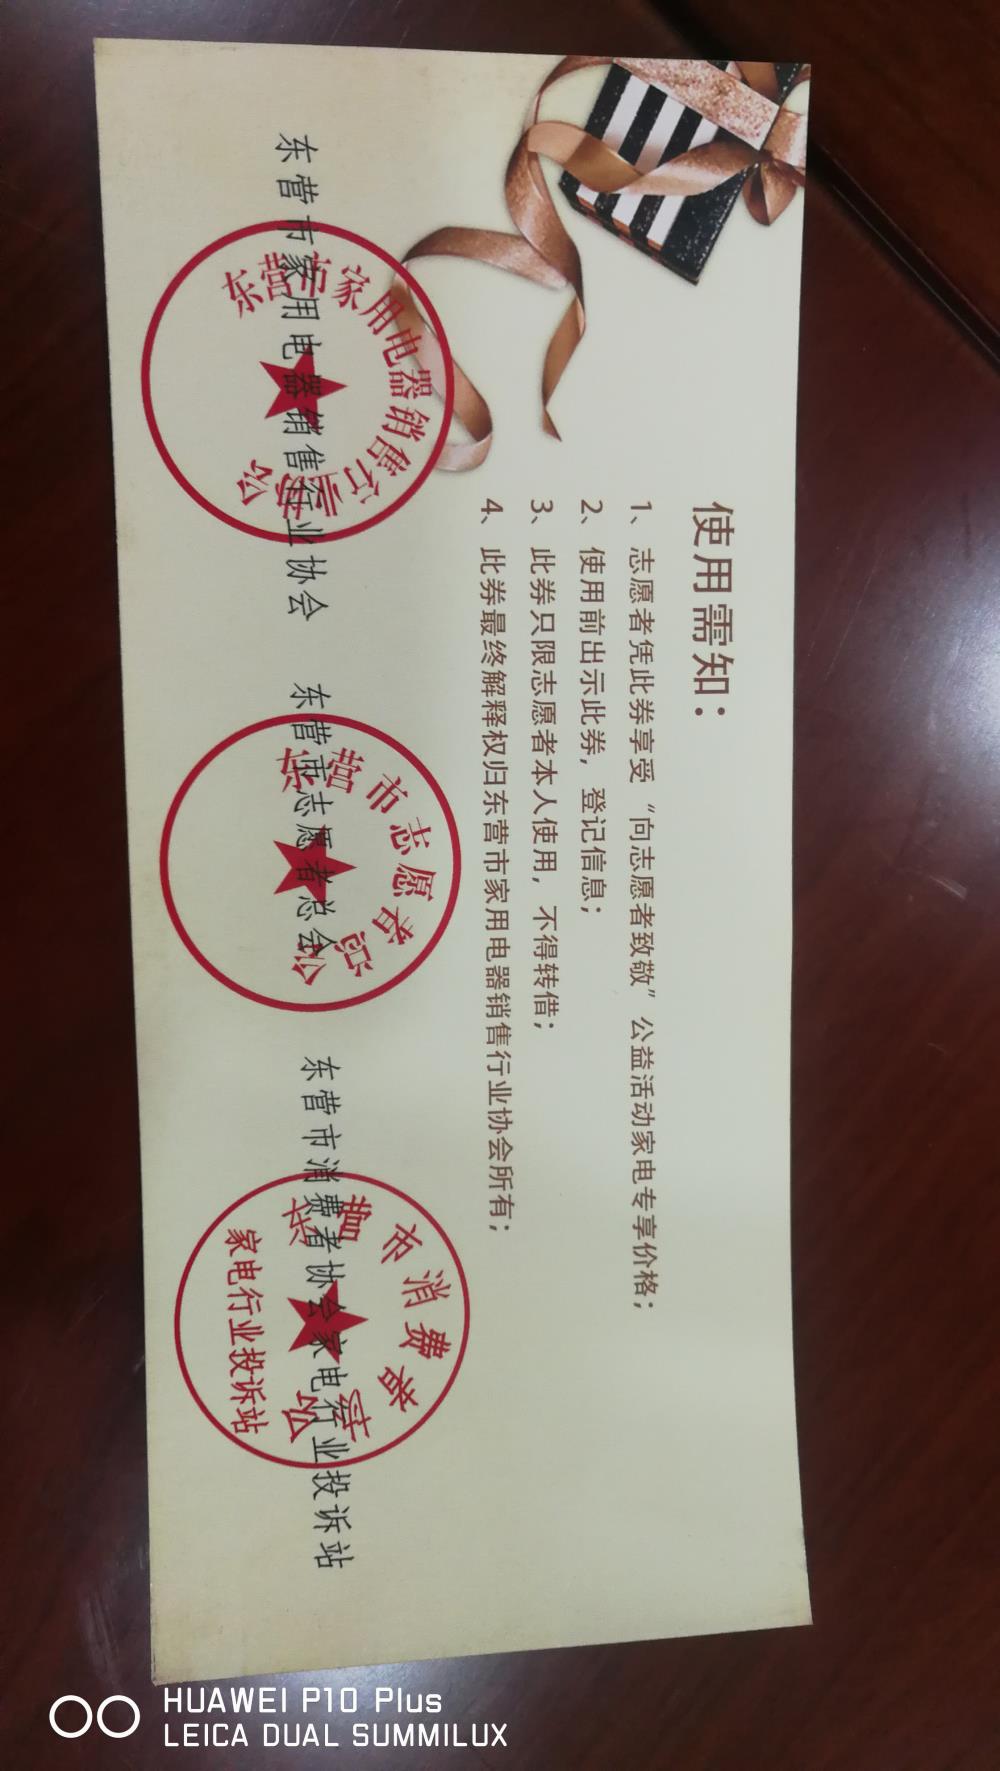 使用需知：
1、志愿者凭此券享受“向志愿者致敬”公益活动家电专享价格；
2、使用前出示此券，登记信息；
3、此券只限志愿者本人使用，不得转借；
4、此券最终解释权归东营市家用电器销售行业协会所有；
东营市家用电器销售行业协会 东营市志愿者总会 东营市消费者协会家电行业投诉站
东营市家用电器销售行业协会
东营市志愿者总会
东营市消费者协会
家电行业投诉站
HUAWEI P10 Plus
LEICA DUAL SUMMILUX